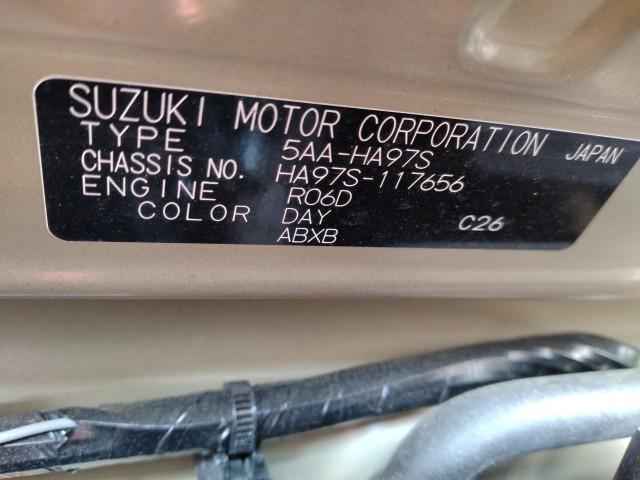 SUZUKI MOTOR CORPORATION JAPAN
TYPE 5AA-HA97S
CHASSIS NO. HA97S-117656
ENGINE R06D
COLOR DAY C26
ABXB